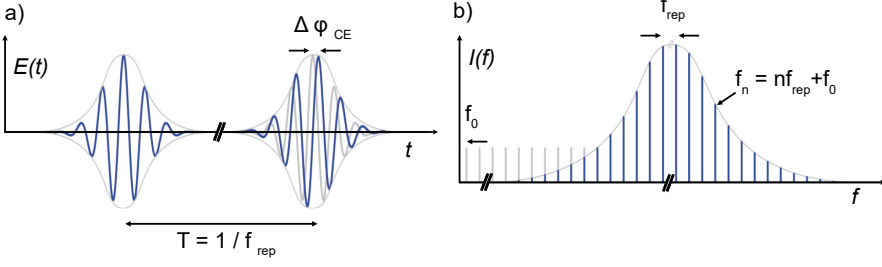 a)
Δ φ CE
E(t)
t
T = 1 / f rep
b)
f rep
I(f)
f n = nf rep +f 0
f 0
f